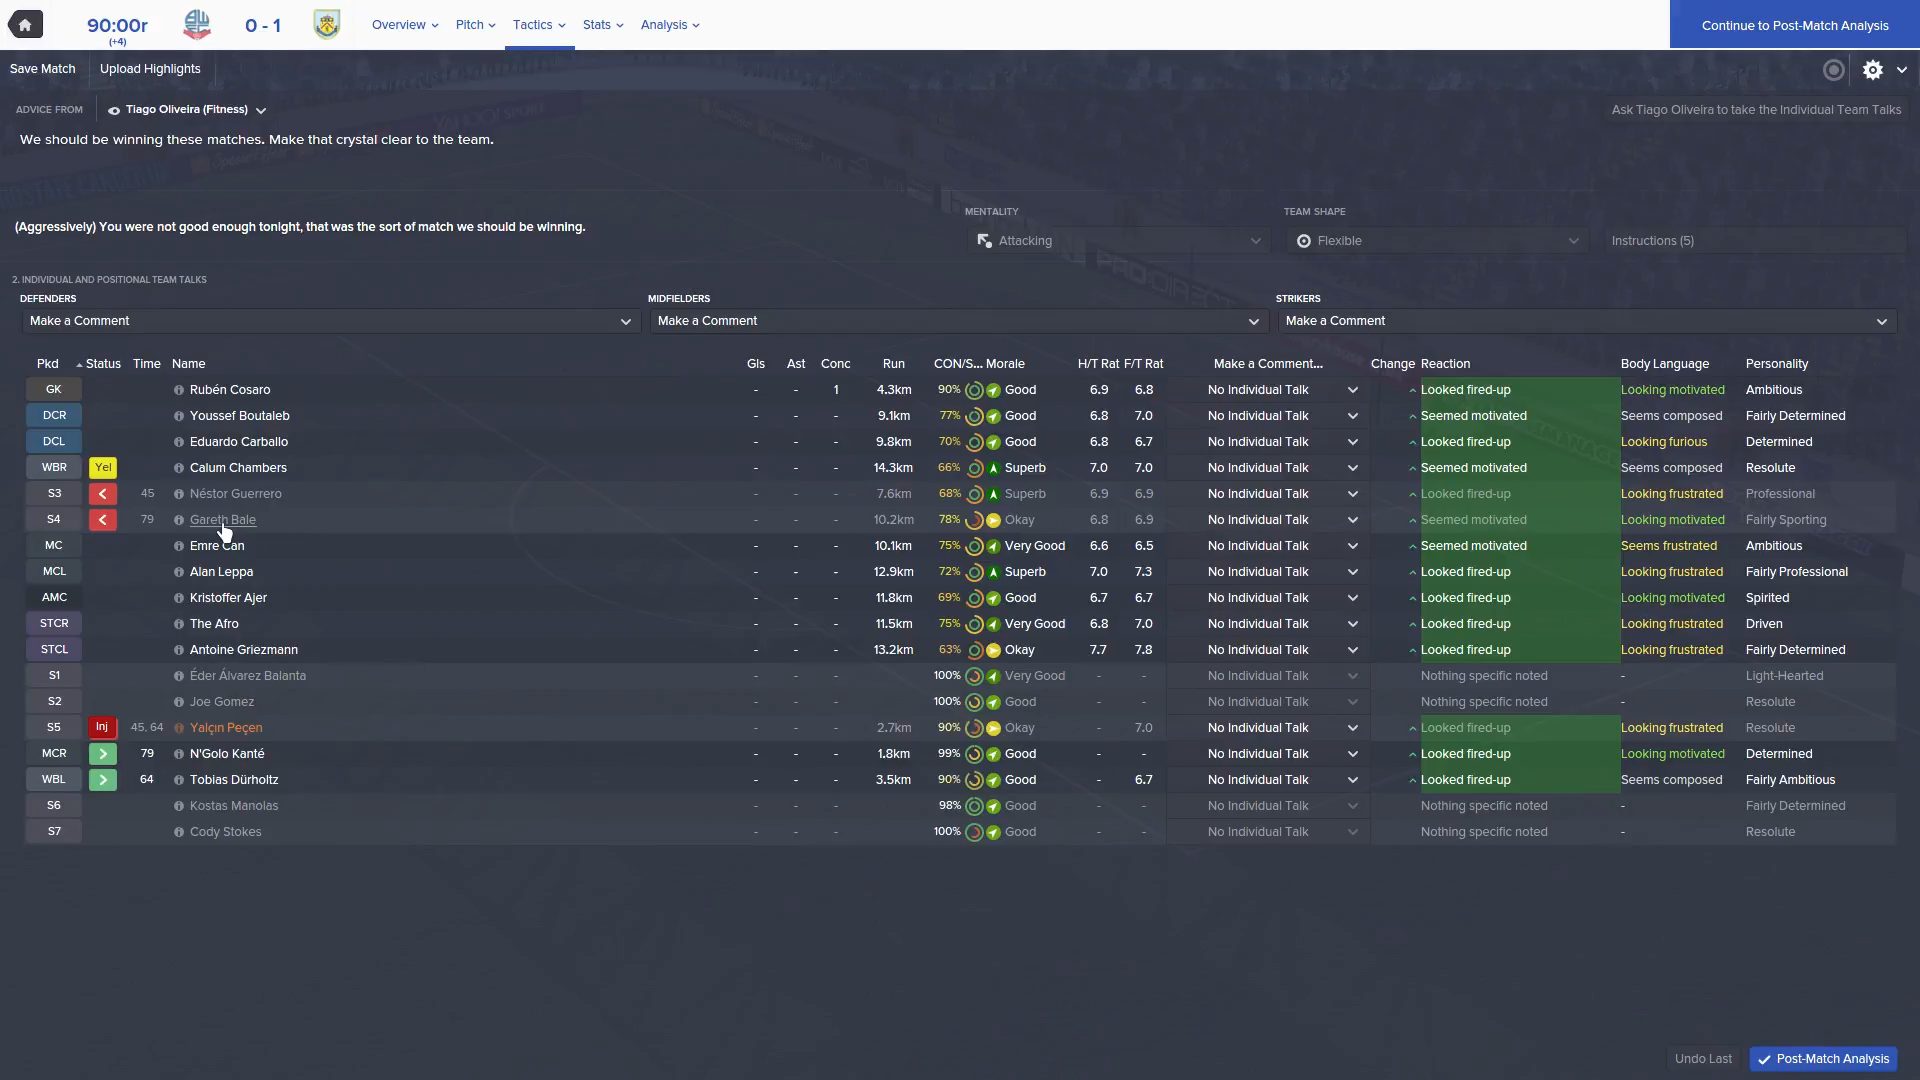 90:00r
(+4)
0 - 1
Overview
Pitch
Tactics
Stats
Analysis
Continue to Post-Match Analysis
Save Match
Upload Highlights
ADVICE FROM
Tiago Oliveira (Fitness)
Ask Tiago Oliveira to take the Individual Team Talks
We should be winning these matches. Make that crystal clear to the team.
MENTALITY
TEAM SHAPE
(Aggressively) You were not good enough tonight, that was the sort of match we should be winning.
Attacking
Flexible
Instructions (5)
2. INDIVIDUAL AND POSITIONAL TEAM TALKS
DEFENDERS
MIDFIELDERS
STRIKERS
Make a Comment
Make a Comment
Make a Comment
Pkd Status Time Name Gls Ast Conc Run CON/S... Morale H/T Rat F/T Rat Make a Comment... Change Reaction Body Language Personality
GK Rubén Cosaro - - 1 4.3km 90% Good 6.9 6.8 No Individual Talk Looked fired-up Looking motivated Ambitious
DCR Youssef Boutaleb - - - 9.1km 77% Good 6.8 7.0 No Individual Talk Seemed motivated Seems composed Fairly Determined
DCL Eduardo Carballo - - - 9.8km 70% Good 6.8 6.7 No Individual Talk Looked fired-up Looking furious Determined
WBR Yel Calum Chambers - - - 14.3km 66% Superb 7.0 7.0 No Individual Talk Seemed motivated Seems composed Resolute
S3 45 Néstor Guerrero - - - 7.6km 68% Superb 6.9 6.9 No Individual Talk Looked fired-up Looking frustrated Professional
S4 79 Gareth Bale - - - 10.2km 78% Okay 6.8 6.9 No Individual Talk Seemed motivated Looking motivated Fairly Sporting
MC Emre Can - - - 10.1km 75% Very Good 6.6 6.5 No Individual Talk Seemed motivated Seems frustrated Ambitious
MCL Alan Leppa - - - 12.9km 72% Superb 7.0 7.3 No Individual Talk Looked fired-up Looking frustrated Fairly Professional
AMC Kristoffer Ajer - - - 11.8km 69% Good 6.7 6.7 No Individual Talk Looked fired-up Looking motivated Spirited
STCR The Afro - - - 11.5km 75% Very Good 6.8 7.0 No Individual Talk Looked fired-up Looking frustrated Driven
STCL Antoine Griezmann - - - 13.2km 63% Okay 7.7 7.8 No Individual Talk Looked fired-up Looking frustrated Fairly Determined
S1 Éder Álvarez Balanta - - - 100% Very Good - - No Individual Talk Nothing specific noted - Light-Hearted
S2 Joe Gomez - - - 100% Good - - No Individual Talk Nothing specific noted - Resolute
S5 Inj 45, 64 Yalçın Peçen - - - 2.7km 90% Okay - 7.0 No Individual Talk Looked fired-up Looking frustrated Resolute
MCR 79 N'Golo Kanté - - - 1.8km 99% Good - - No Individual Talk Looked fired-up Looking motivated Determined
WBL 64 Tobias Dürholtz - - - 3.5km 90% Good - 6.7 No Individual Talk Looked fired-up Seems composed Fairly Ambitious
S6 Kostas Manolas - - - 98% Good - - No Individual Talk Nothing specific noted - Fairly Determined
S7 Cody Stokes - - - 100% Good - - No Individual Talk Nothing specific noted - Resolute
Undo Last
Post-Match Analysis